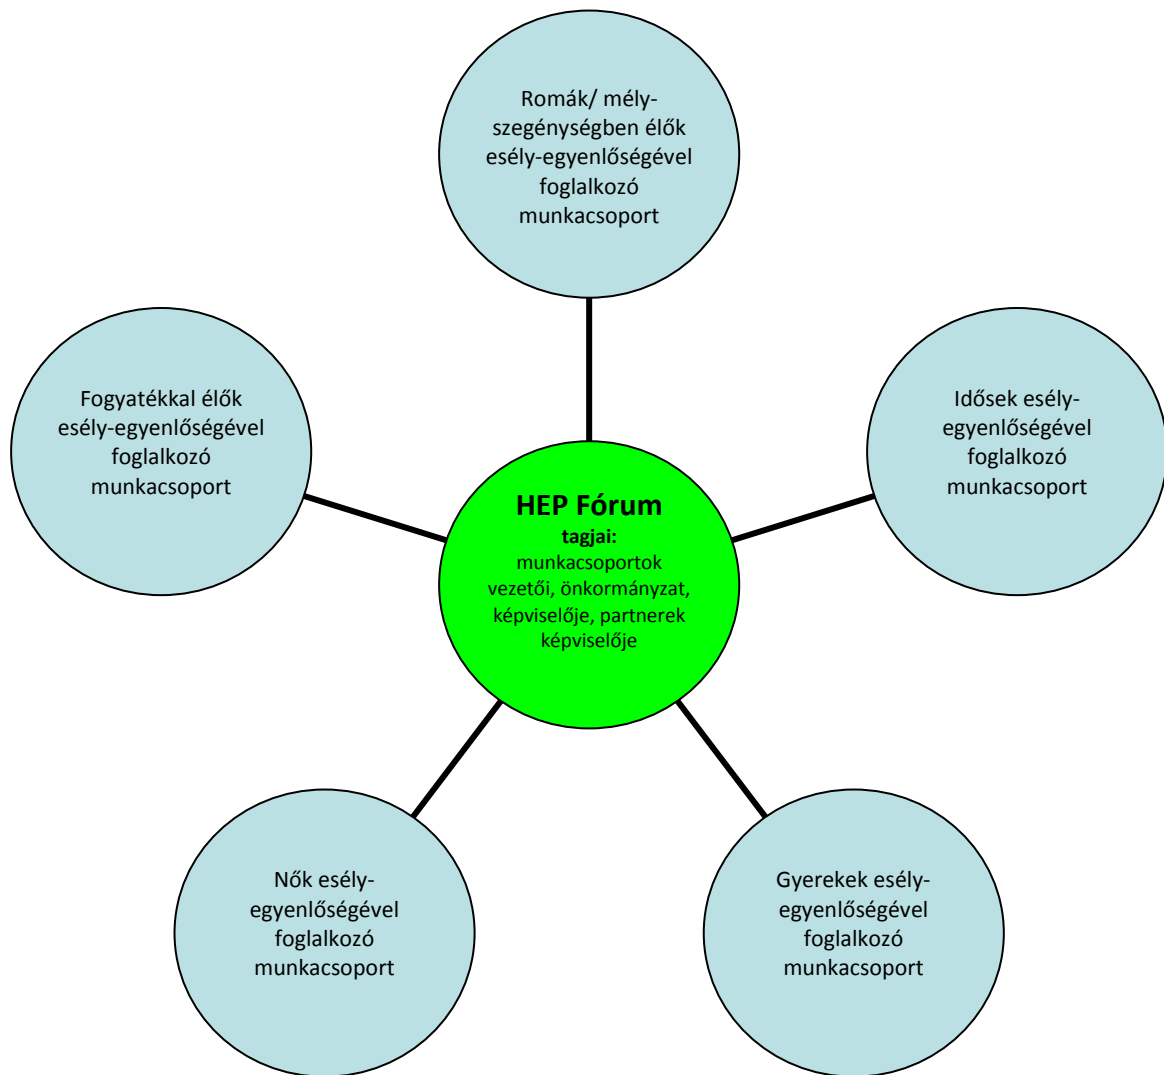 Romák/ mély-
szegénységben élők
esély-egyenlőségével
foglalkozó
munkacsoport
Fogyatékkal élők
esély-egyenlőségével
foglalkozó
munkacsoport
Idősek esély-
egyenlőségével
foglalkozó
munkacsoport
HEP Fórum
tagjai:
munkacsoportok
vezetői, önkormányzat,
képviselője, partnerek
képviselője
Nők esély-
egyenlőségével
foglalkozó
munkacsoport
Gyerekek esély-
egyenlőségével
foglalkozó
munkacsoport